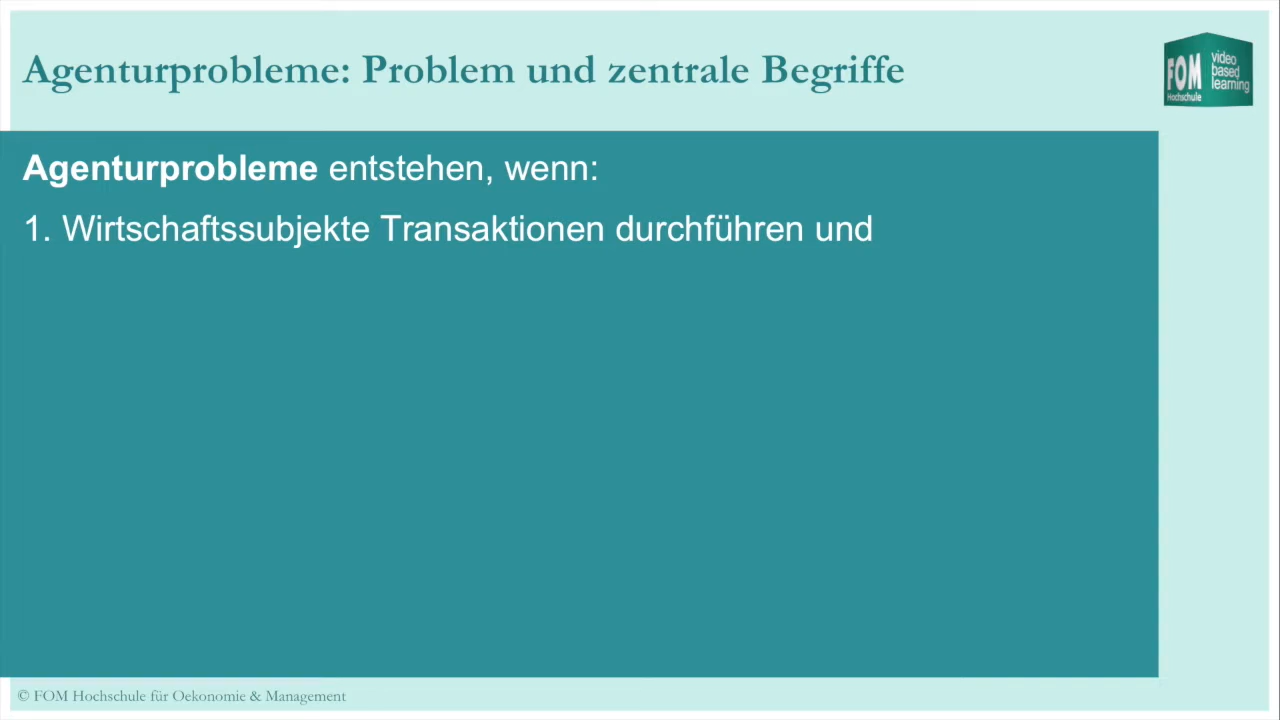 Agenturprobleme: Problem und zentrale Begriffe
FOM
Hochschule
video
based
learning
Agenturprobleme entstehen, wenn:
1. Wirtschaftssubjekte Transaktionen durchführen und
© FOM Hochschule für Oekonomie & Management